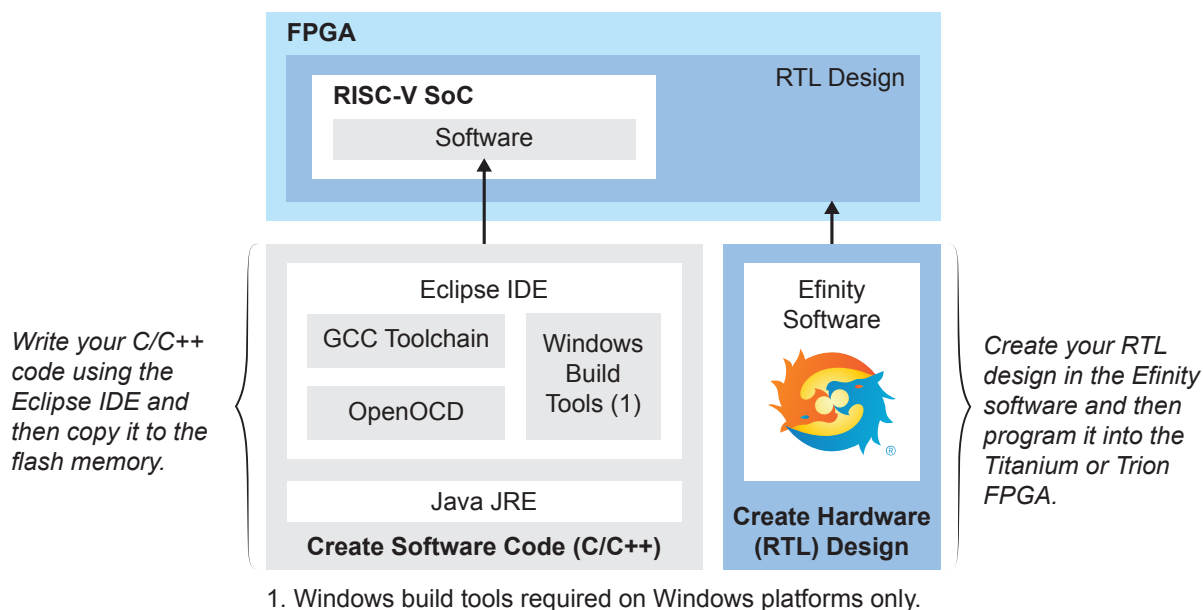 FPGA
RTL Design
RISC-V SoC
Software
Write your C/C++
code using the
Eclipse IDE and
then copy it to the
flash memory.
Eclipse IDE
GCC Toolchain
OpenOCD
Windows
Build
Tools (1)
Java JRE
Create Software Code (C/C++)
Efinity
Software
®
Create Hardware
(RTL) Design
Create your RTL
design in the Efinity
software and then
program it into the
Titanium or Trion
FPGA.
1. Windows build tools required on Windows platforms only.